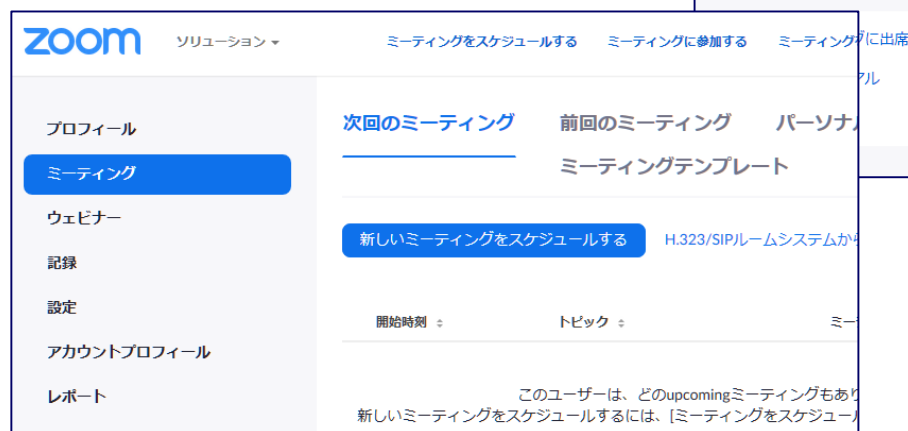 zoom ソリューション ミーティングをスケジュールする ミーティングに参加する ミーティング
に出席
アル
プロフィール
ミーティング
ウェビナー
記録
設定
アカウントプロフィール
レポート
次回のミーティング 前回のミーティング パーソナル
ミーティングテンプレート
新しいミーティングをスケジュールする H.323/SIPルームシステムから
開始時刻 トピック ミー
このユーザーは、どのupcomingミーティングもあり
新しいミーティングをスケジュールするには、[ミーティングをスケジュール